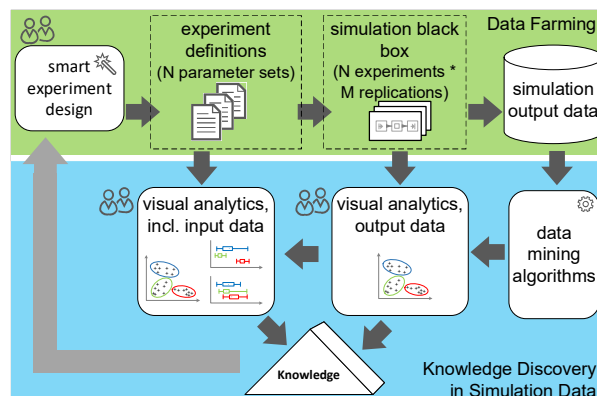 Data Farming
smart
experiment
design
experiment
definitions
(N parameter sets)
simulation black
box
(N experiments *
M replications)
simulation
output data
visual analytics,
incl. input data
visual analytics,
output data
data
mining
algorithms
Knowledge
Knowledge Discovery
in Simulation Data